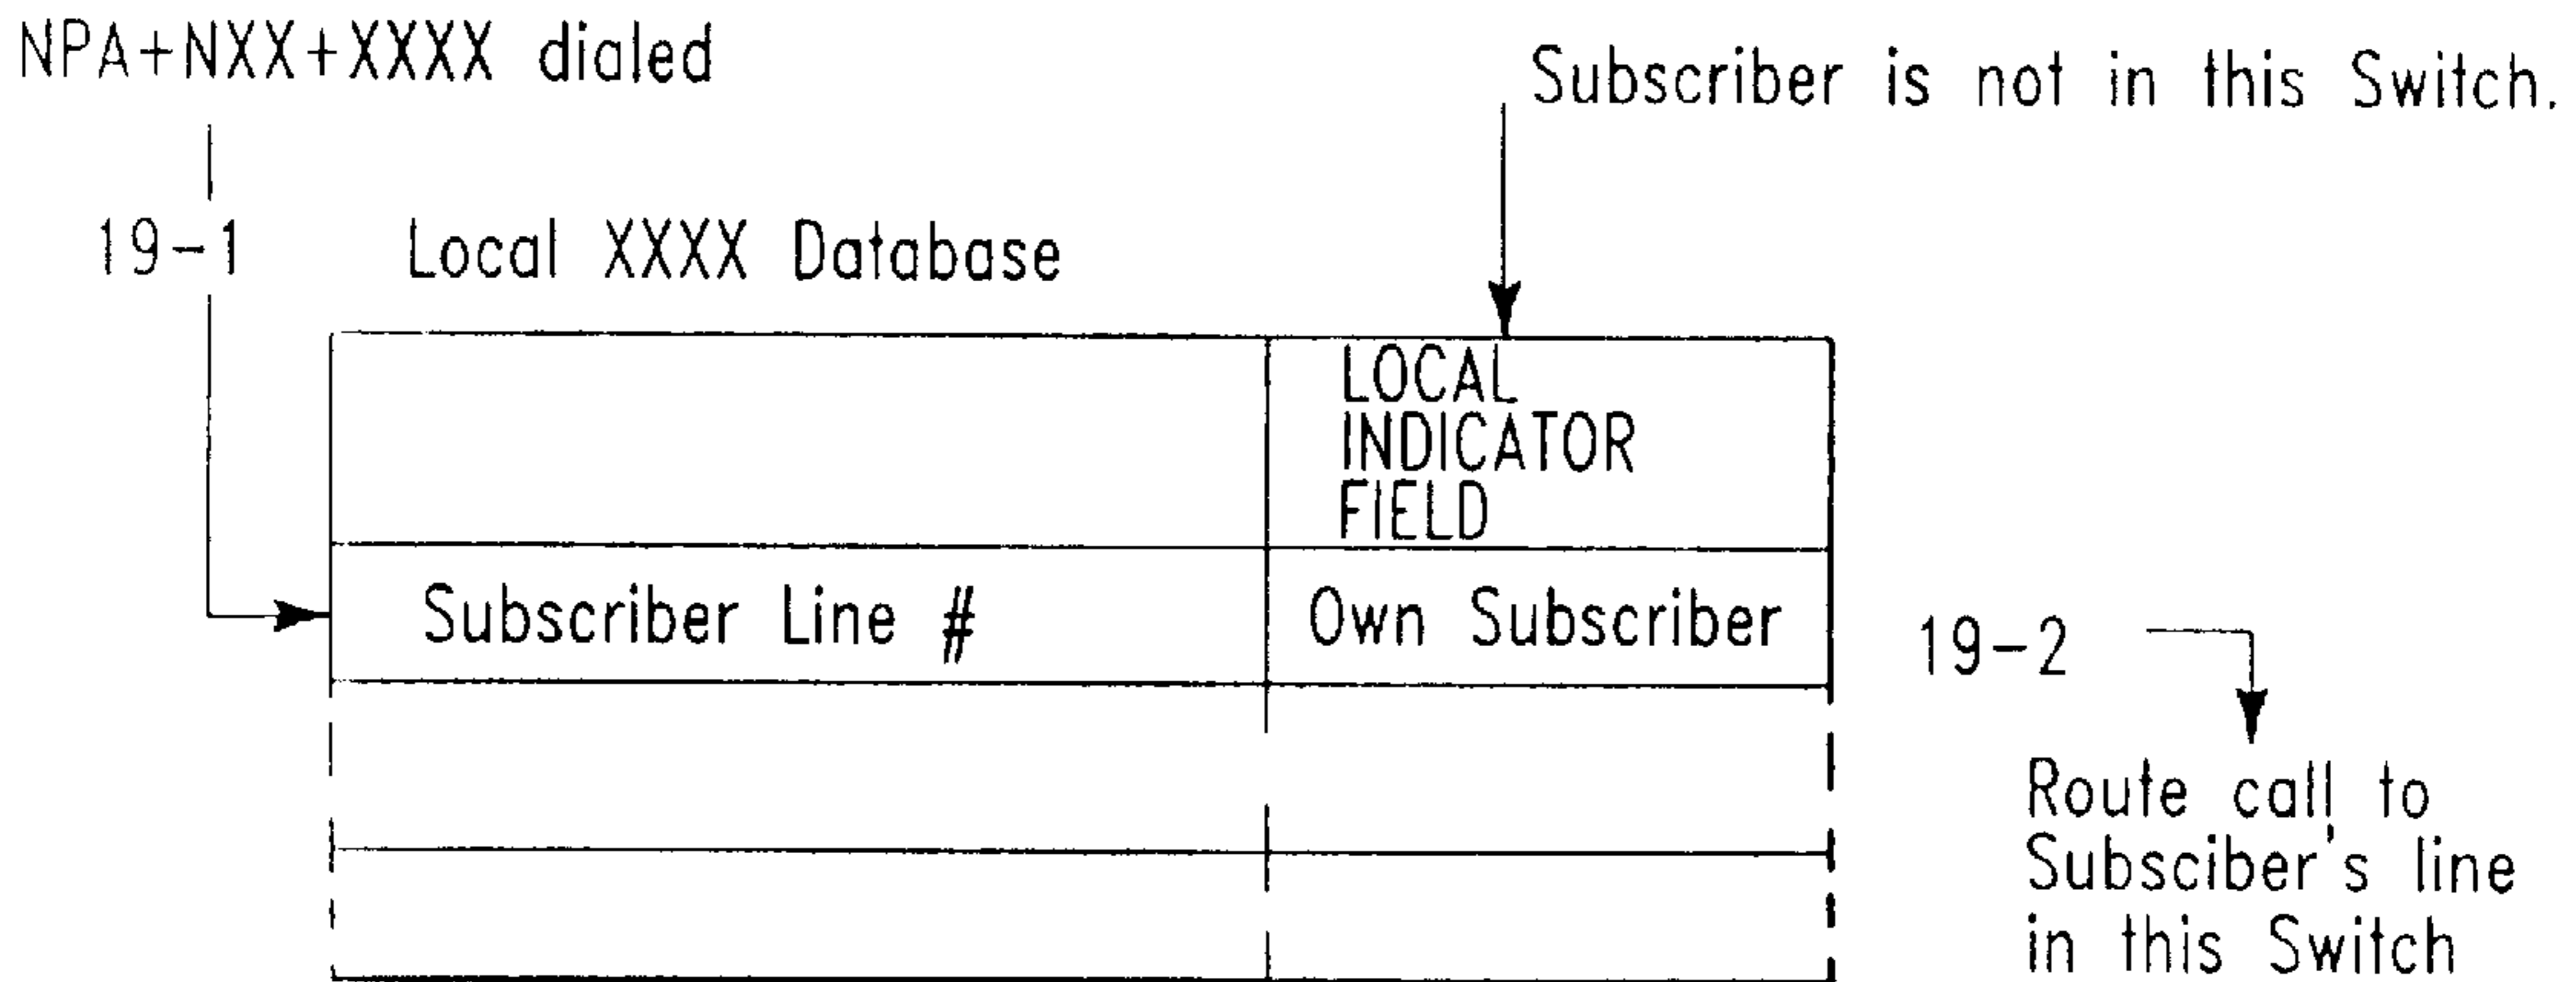 NPA+NXX+XXXX dialed
Subscriber is not in this Switch.
19-1
Local XXXX Database
LOCAL
INDICATOR
FIELD
Subscriber Line #
Own Subscriber
19-2
Route call to
Subsciber's line
in this Switch